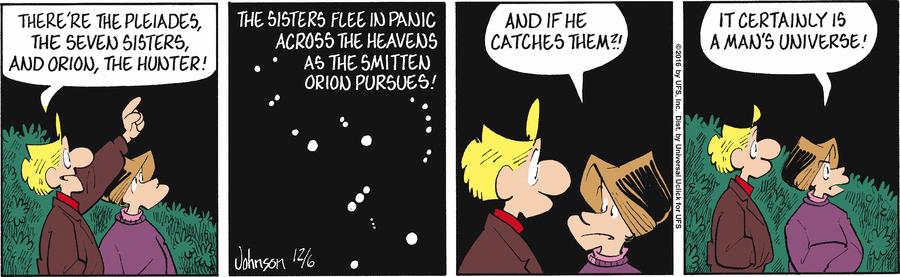 THERE'RE THE PLEIADES,
THE SEVEN SISTERS,
AND ORION, THE HUNTER!
THE SISTERS FLEE IN PANIC
ACROSS THE HEAVENS
AS THE SMITTEN
ORION PURSUES!
Johnson 12/6
AND IF HE
CATCHES THEM?!
©2016 by UFS, Inc. Dist. by Universal Uclick for UFS
IT CERTAINLY IS
A MAN'S UNIVERSE!